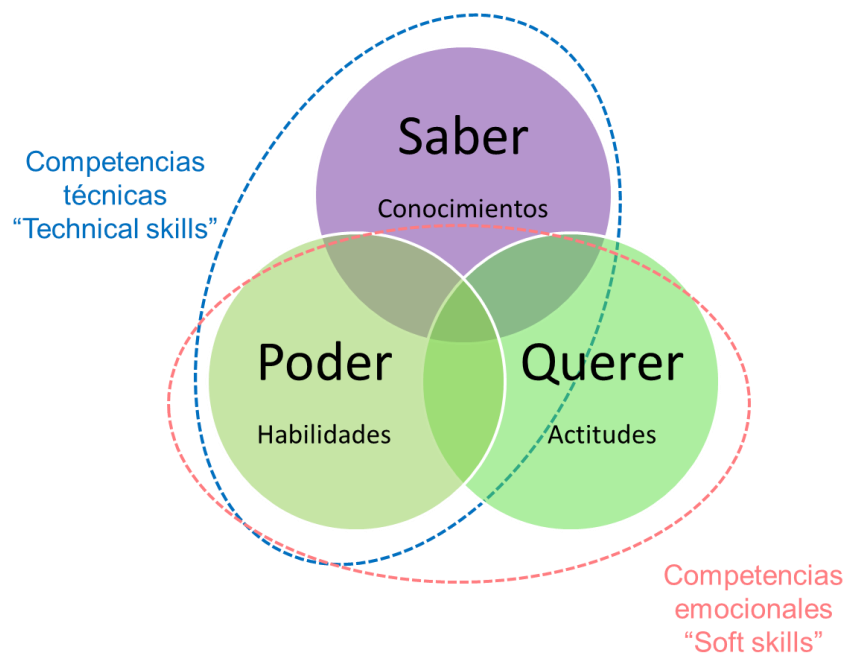 Saber
Conocimientos
Competencias
técnicas
“Technical skills”
Poder
Habilidades
Querer
Actitudes
Competencias
emocionales
“Soft skills”